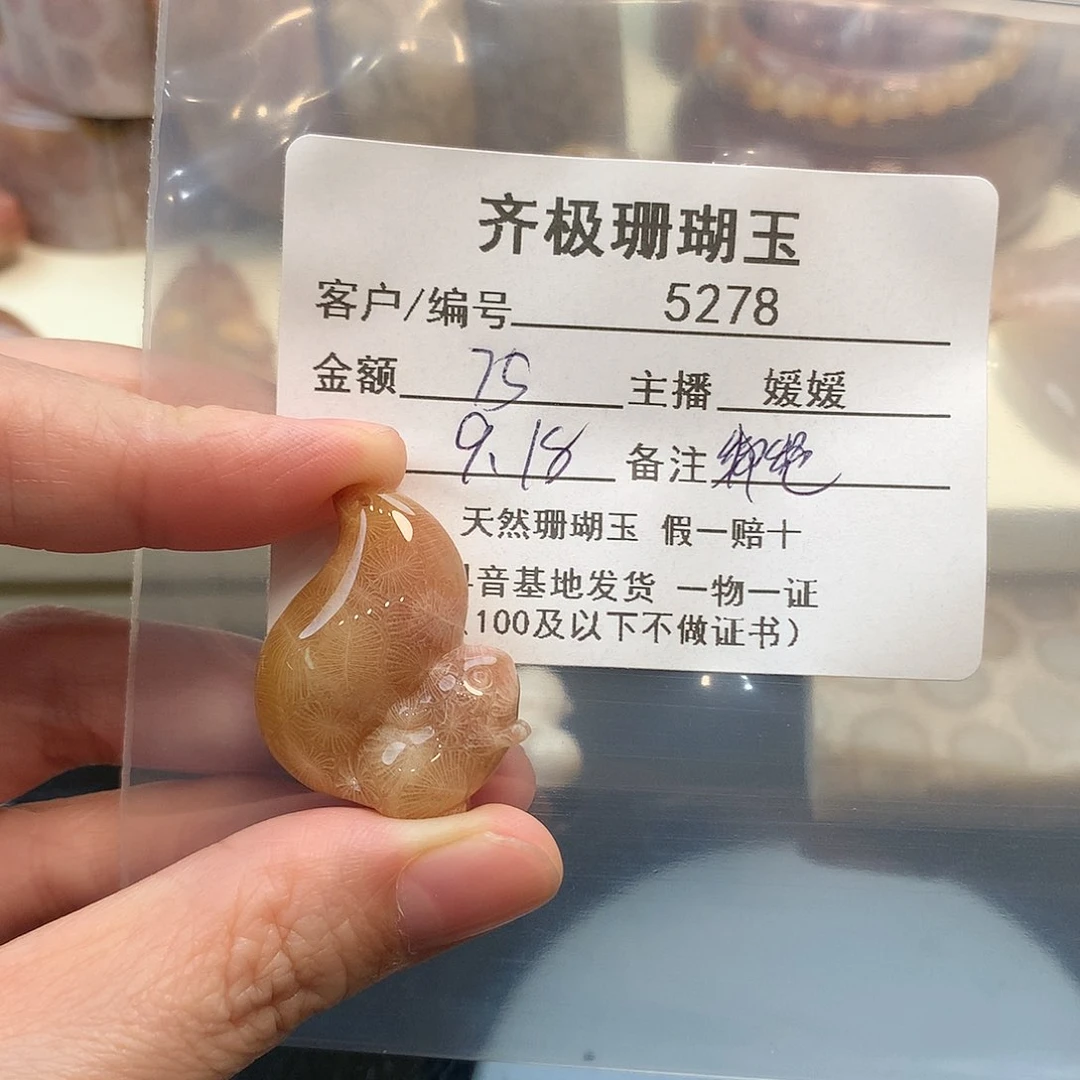 齐极珊瑚玉
客户/编号 5278
金额 75 主播 媛媛
9.18 备注 绑绳
天然珊瑚玉 假一赔十
音基地发货 一物一证
100及以下不做证书）